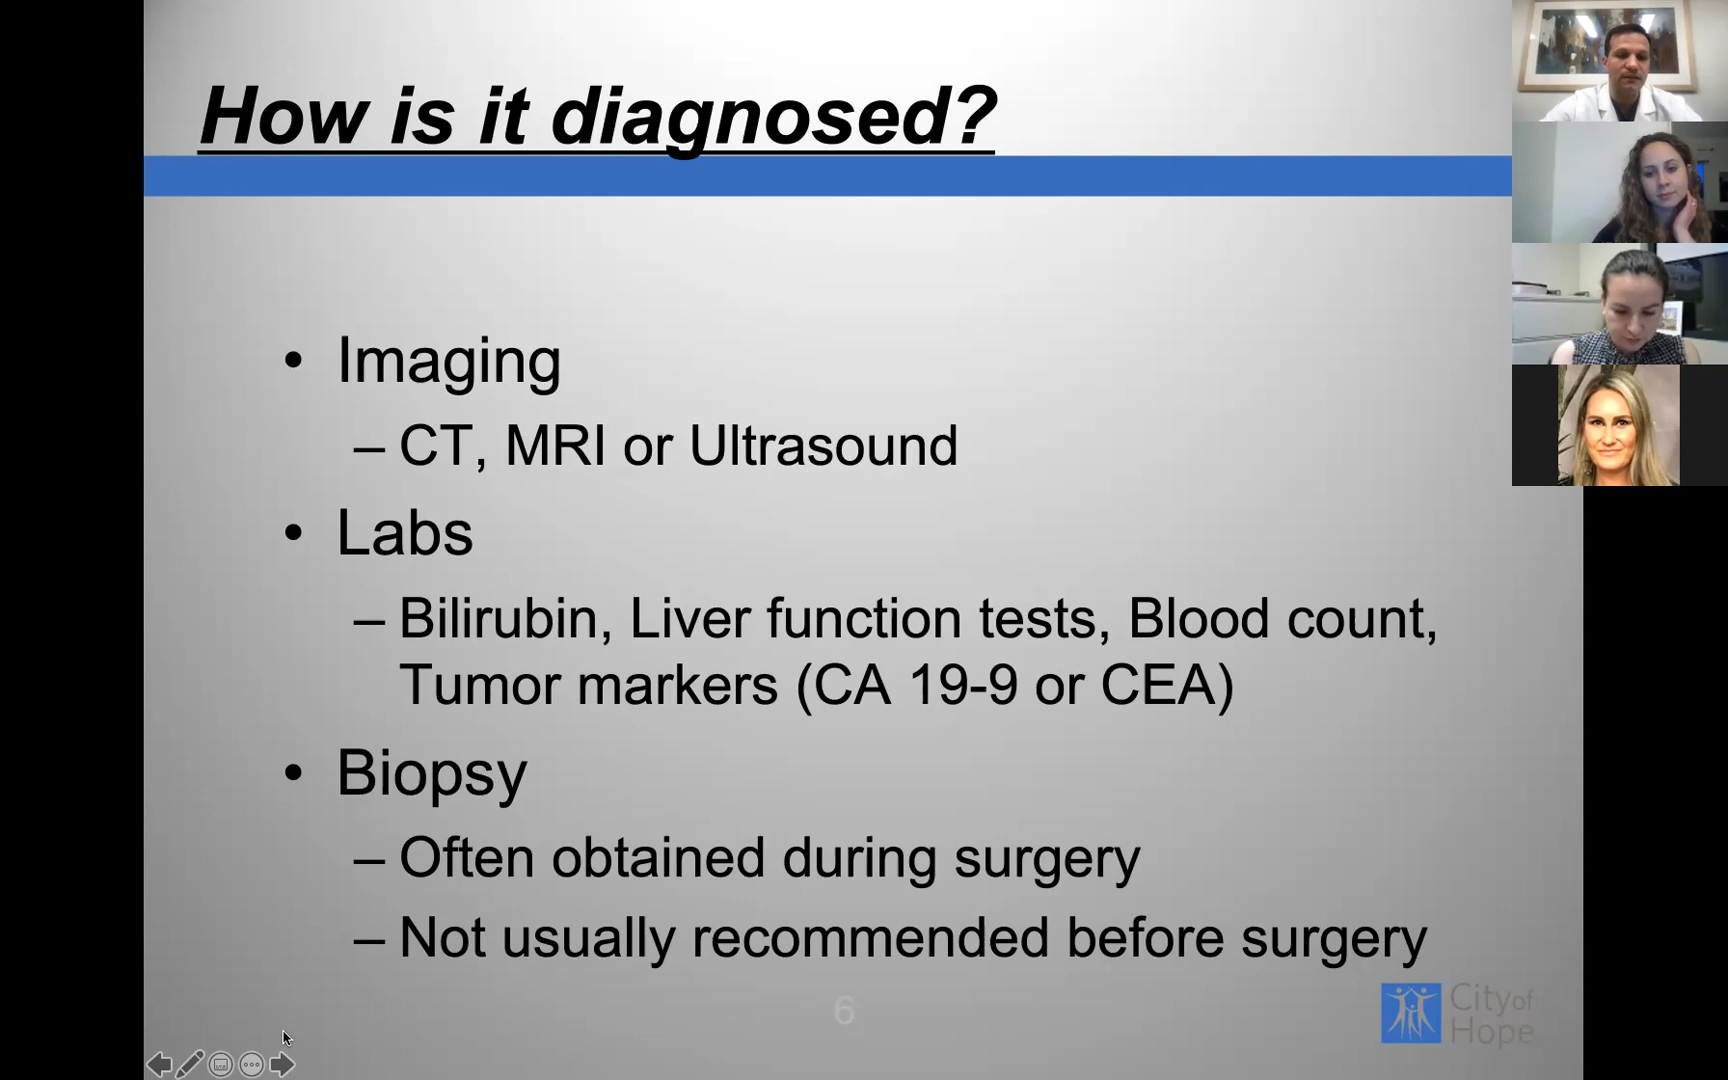 How is it diagnosed?
• Imaging
– CT, MRI or Ultrasound
• Labs
– Bilirubin, Liver function tests, Blood count,
Tumor markers (CA 19-9 or CEA)
• Biopsy
– Often obtained during surgery
– Not usually recommended before surgery
6
City of
Hope